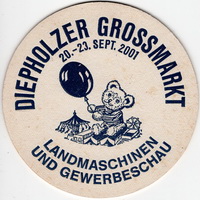 DIEPHOLZER GROSSMARKT
20.-23. SEPT. 2001
LANDMASCHINEN
UND GEWERBESCHAU